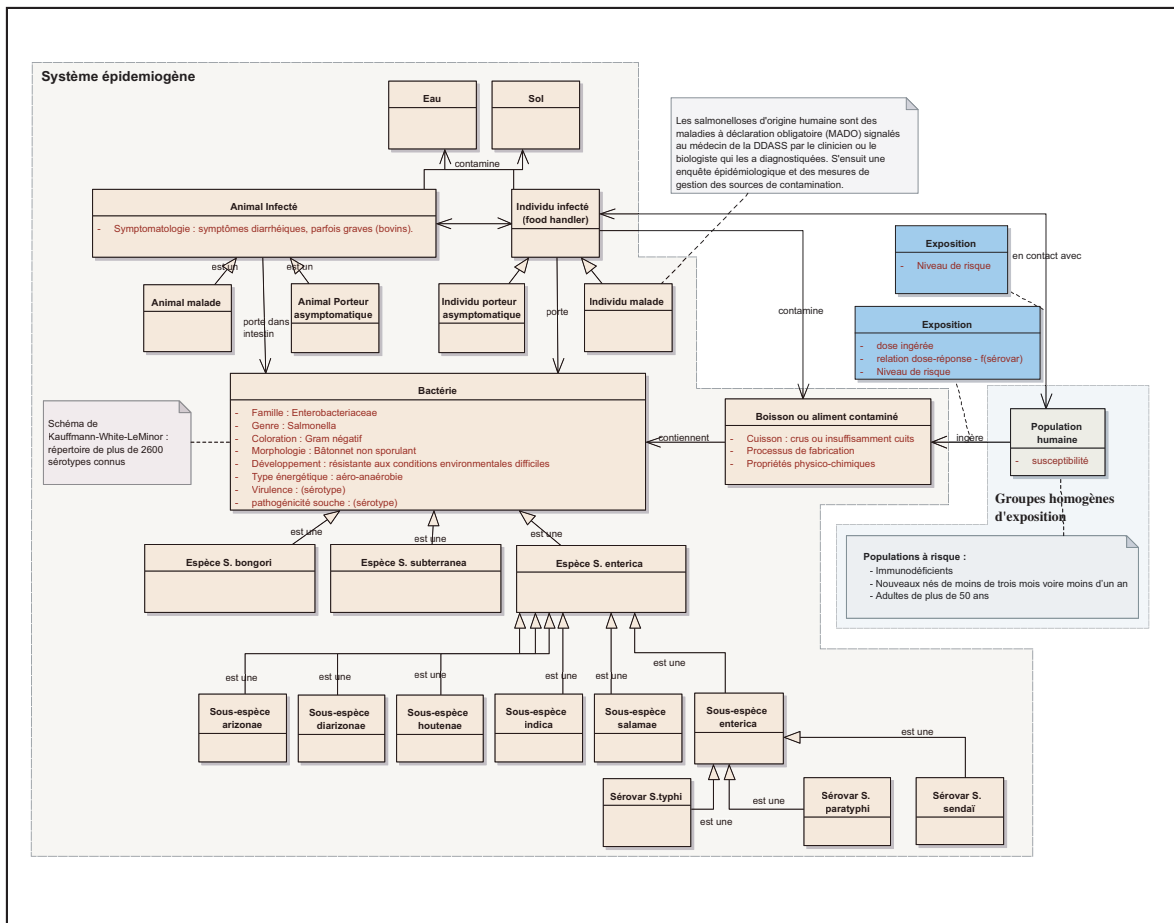 Système épidemiogène
Eau
Sol
Les salmonelloses d'origine humaine sont des
maladies à déclaration obligatoire (MADO) signalés
au médecin de la DDASS par le clinicien ou le
biologiste qui les a diagnostiquées. S'ensuit une
enquête épidémiologique et des mesures de
gestion des sources de contamination.
contamine
Animal Infecté
- Symptomatologie : symptômes diarrhéiques, parfois graves (bovins).
Individu infecté
(food handler)
Exposition
- Niveau de risque
en contact avec
est un
est un
Animal malade
Animal Porteur
asymptomatique
Individu porteur
asymptomatique
Individu malade
porte dans
intestin
porte
contamine
Exposition
- dose ingérée
- relation dose-réponse - f(sérovar)
- Niveau de risque
Bactérie
- Famille : Enterobacteriaceae
- Genre : Salmonella
- Coloration : Gram négatif
- Morphologie : Bâtonnet non sporulant
- Développement : résistante aux conditions environmentales difficiles
- Type énergétique : aéro-anaérobie
- Virulence : (sérotype)
- pathogénicité souche : (sérotype)
Schéma de
Kauffmann-White-LeMinor :
répertoire de plus de 2600
sérotypes connus
contiennent
Boisson ou aliment contaminé
- Cuisson : crus ou insuffisamment cuits
- Processus de fabrication
- Propriétés physico-chimiques
ingère
Population
humaine
- susceptibilité
Groupes homogènes
d'exposition
Populations à risque :
- Immunodéficients
- Nouveaux nés de moins de trois mois voire moins d'un an
- Adultes de plus de 50 ans
est une
est une
est une
Espèce S. bongori
Espèce S. subterranea
Espèce S. enterica
est une
est une
est une
est une
est une
est une
Sous-espèce
arizonae
Sous-espèce
diarizonae
Sous-espèce
houtenae
Sous-espèce
indica
Sous-espèce
salamae
Sous-espèce
enterica
est une
Sérovar S.typhi
est une
est une
Sérovar S.
paratyphi
Sérovar S.
sendaï